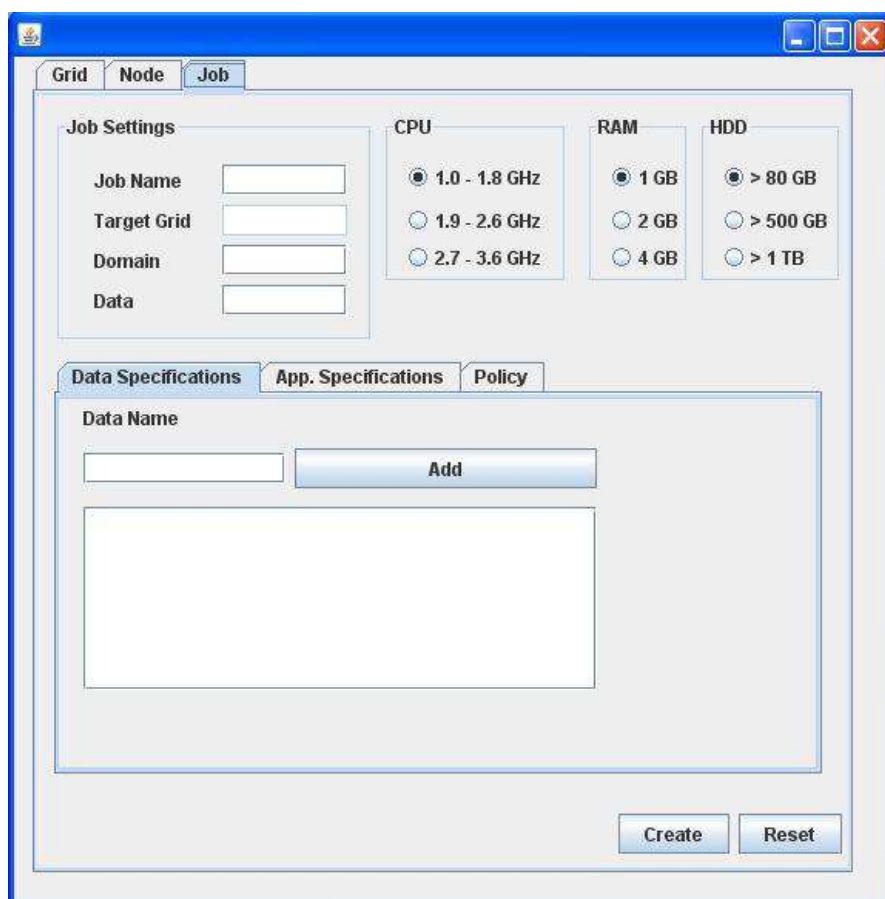 Grid Node Job
Job Settings
Job Name
Target Grid
Domain
Data
CPU
1.0 - 1.8 GHz
1.9 - 2.6 GHz
2.7 - 3.6 GHz
RAM
1 GB
2 GB
4 GB
HDD
> 80 GB
> 500 GB
> 1 TB
Data Specifications App. Specifications Policy
Data Name
Add
Create Reset